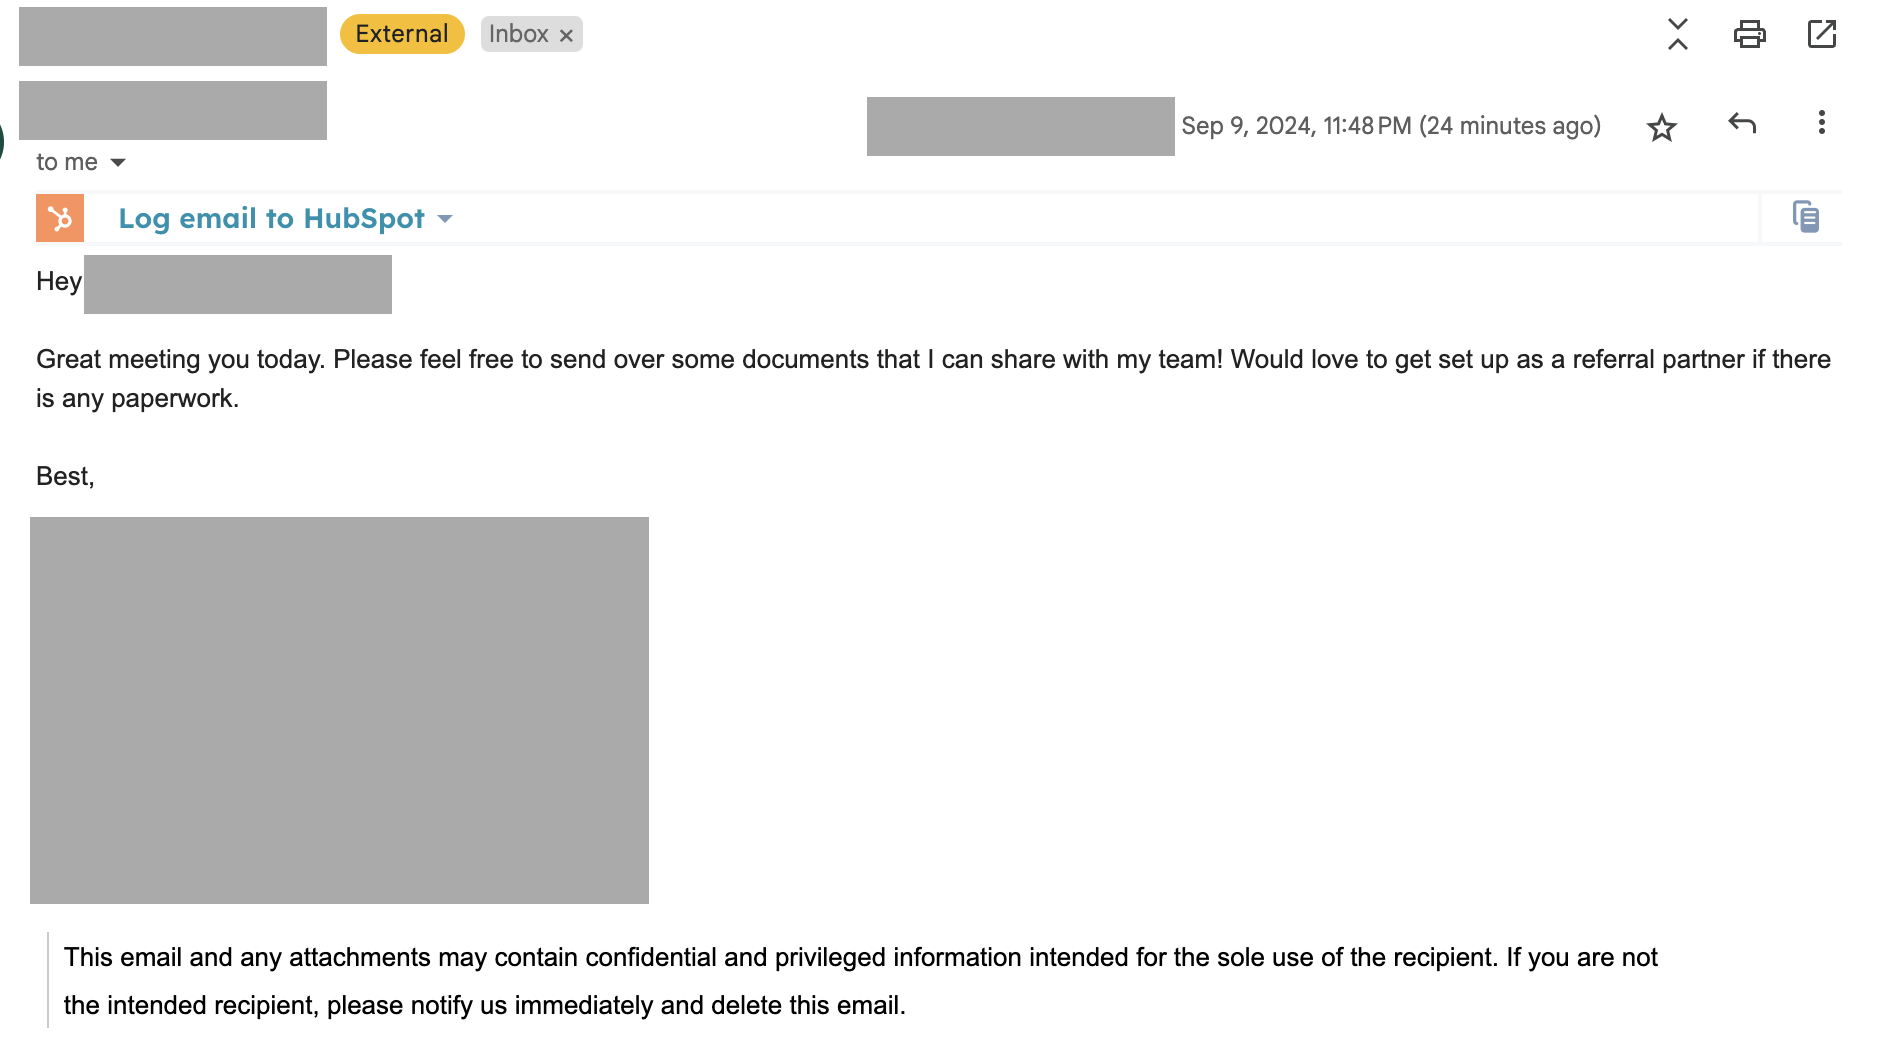 External Inbox ×
Sep 9, 2024, 11:48 PM (24 minutes ago)
to me
Log email to HubSpot
Hey
Great meeting you today. Please feel free to send over some documents that I can share with my team! Would love to get set up as a referral partner if there
is any paperwork.
Best,
This email and any attachments may contain confidential and privileged information intended for the sole use of the recipient. If you are not
the intended recipient, please notify us immediately and delete this email.